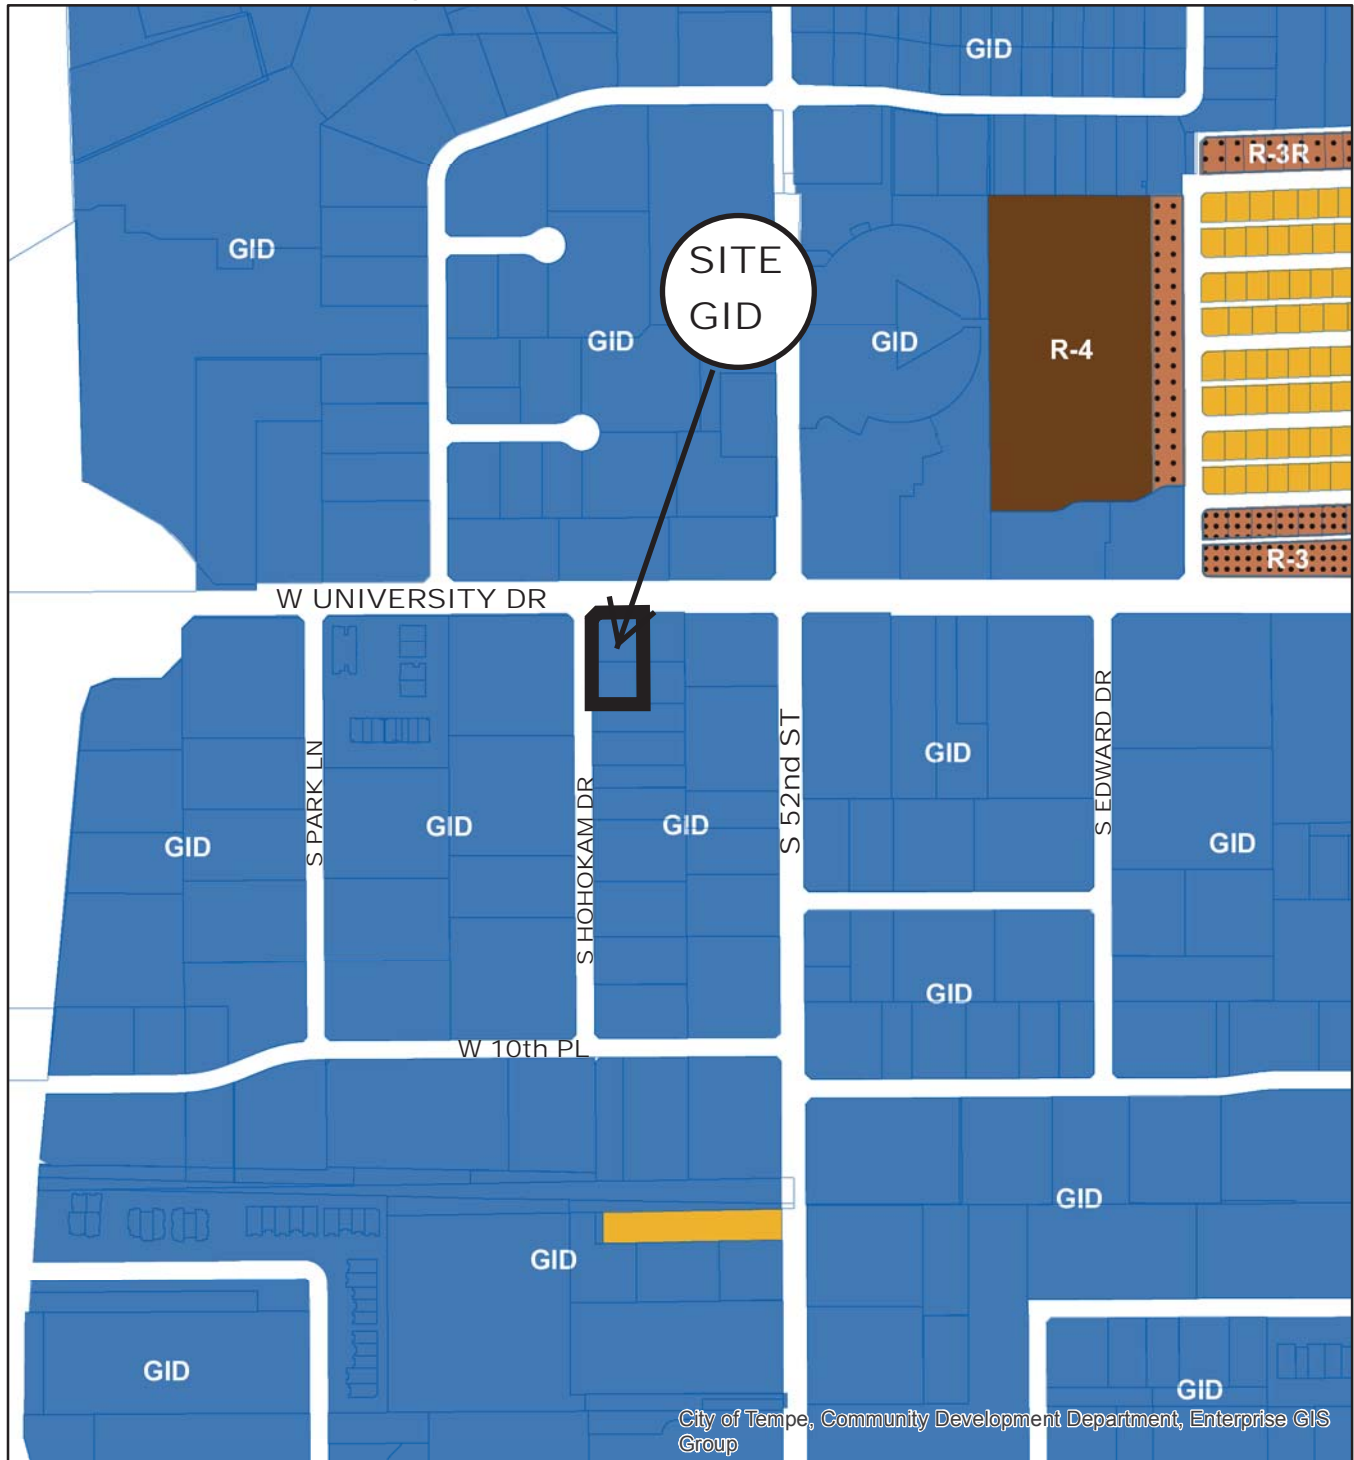 GID
R-3R
GID
SITE
GID
GID
GID
R-4
R-3
W UNIVERSITY DR
S PARK LN
S HOHOKAM DR
S 52nd ST
S EDWARD DR
GID
GID
GID
GID
GID
GID
W 10th PL
GID
GID
GID
GID
City of Tempe, Community Development Department, Enterprise GIS
Group